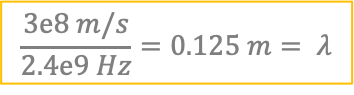 3e8 m/s
2.4e9 Hz
= 0.125 m = λ